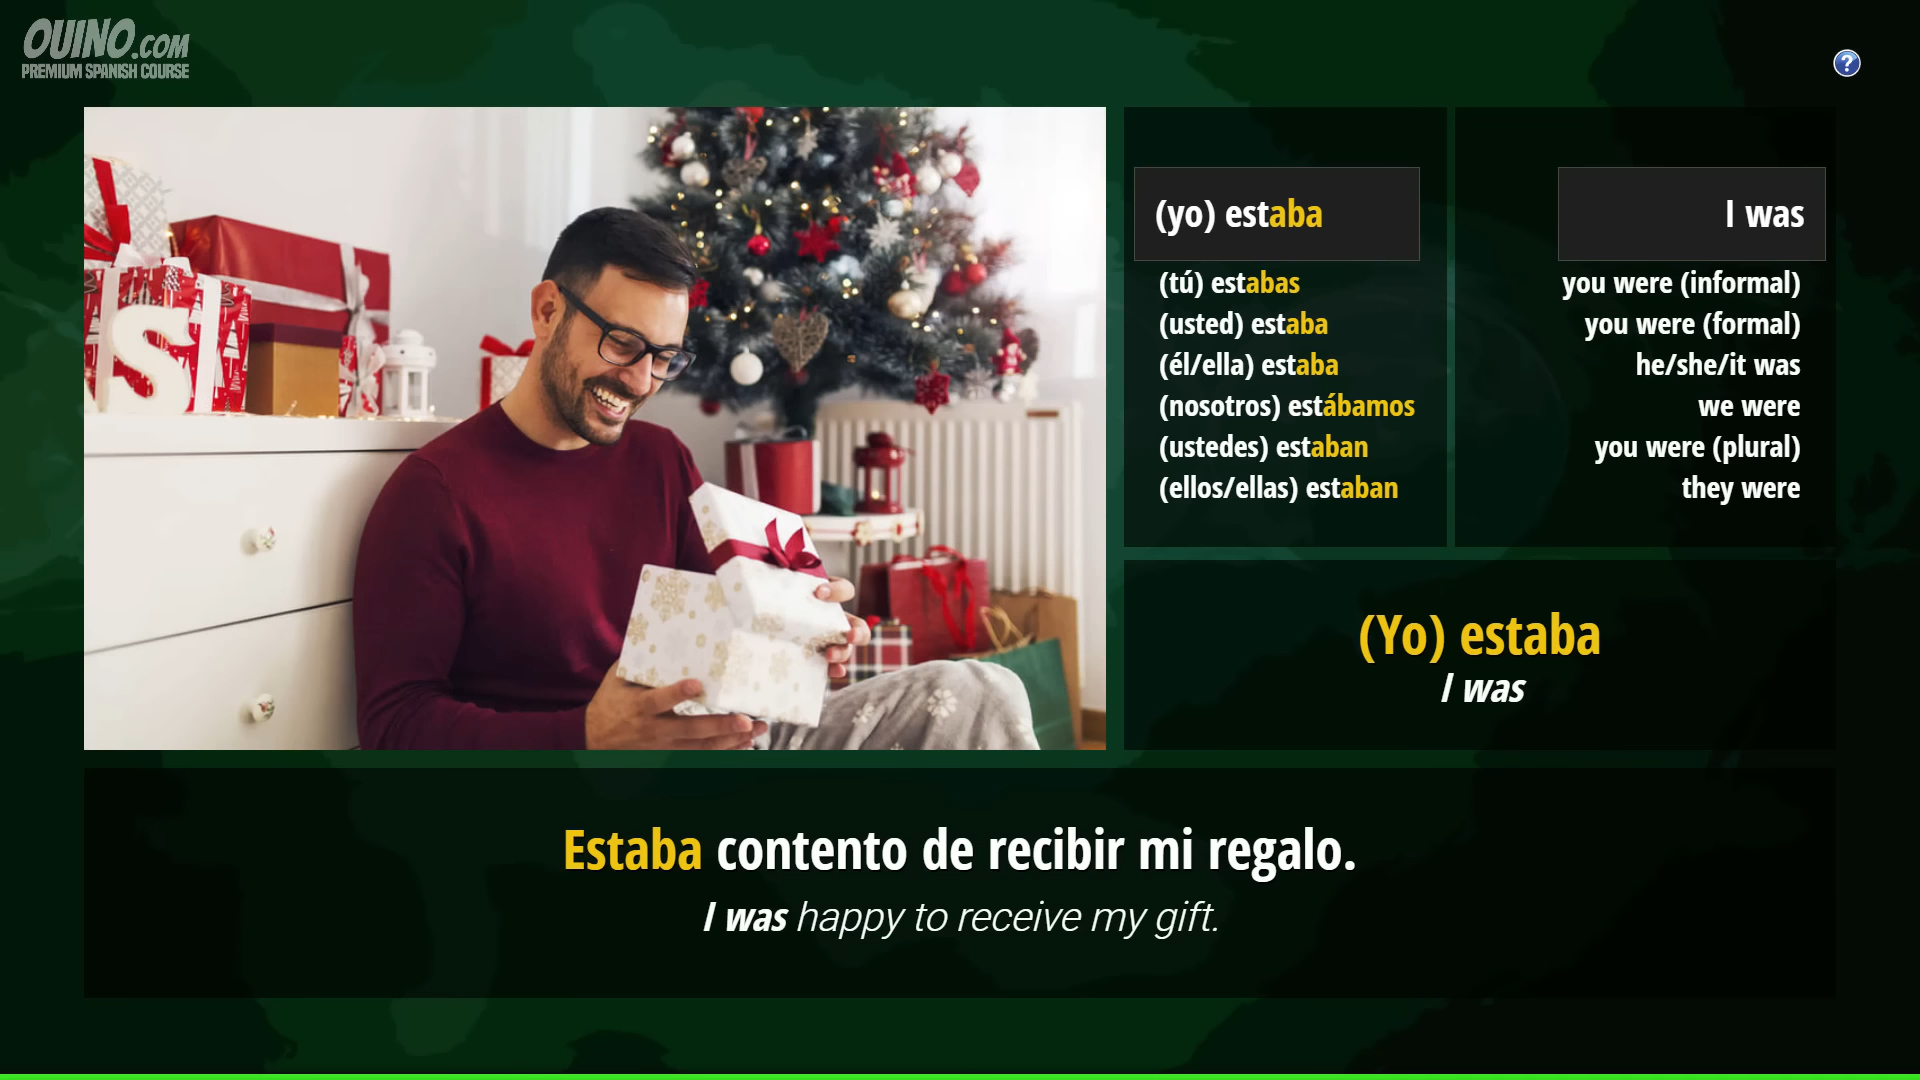 OUINO.COM
PREMIUM SPANISH COURSE
?
S
(yo) estaba
I was
(tú) estabas
you were (informal)
(usted) estaba
you were (formal)
(él/ella) estaba
he/she/it was
(nosotros) estábamos
we were
(ustedes) estaban
you were (plural)
(ellos/ellas) estaban
they were
(Yo) estaba
I was
Estaba contento de recibir mi regalo.
I was happy to receive my gift.